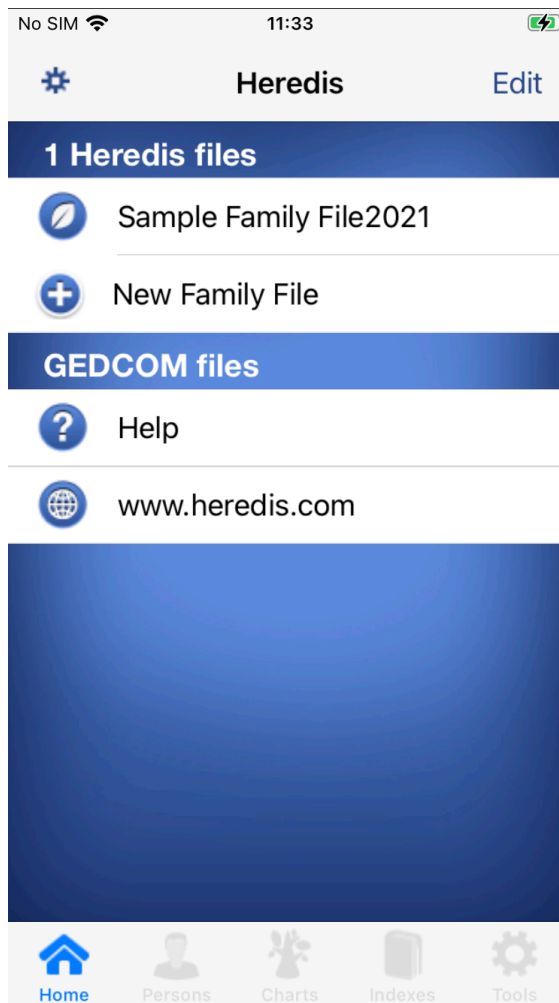 No SIM 11:33
Heredis Edit
1 Heredis files
Sample Family File2021
New Family File
GEDCOM files
Help
www.heredis.com
Home Persons Charts Indexes Tools